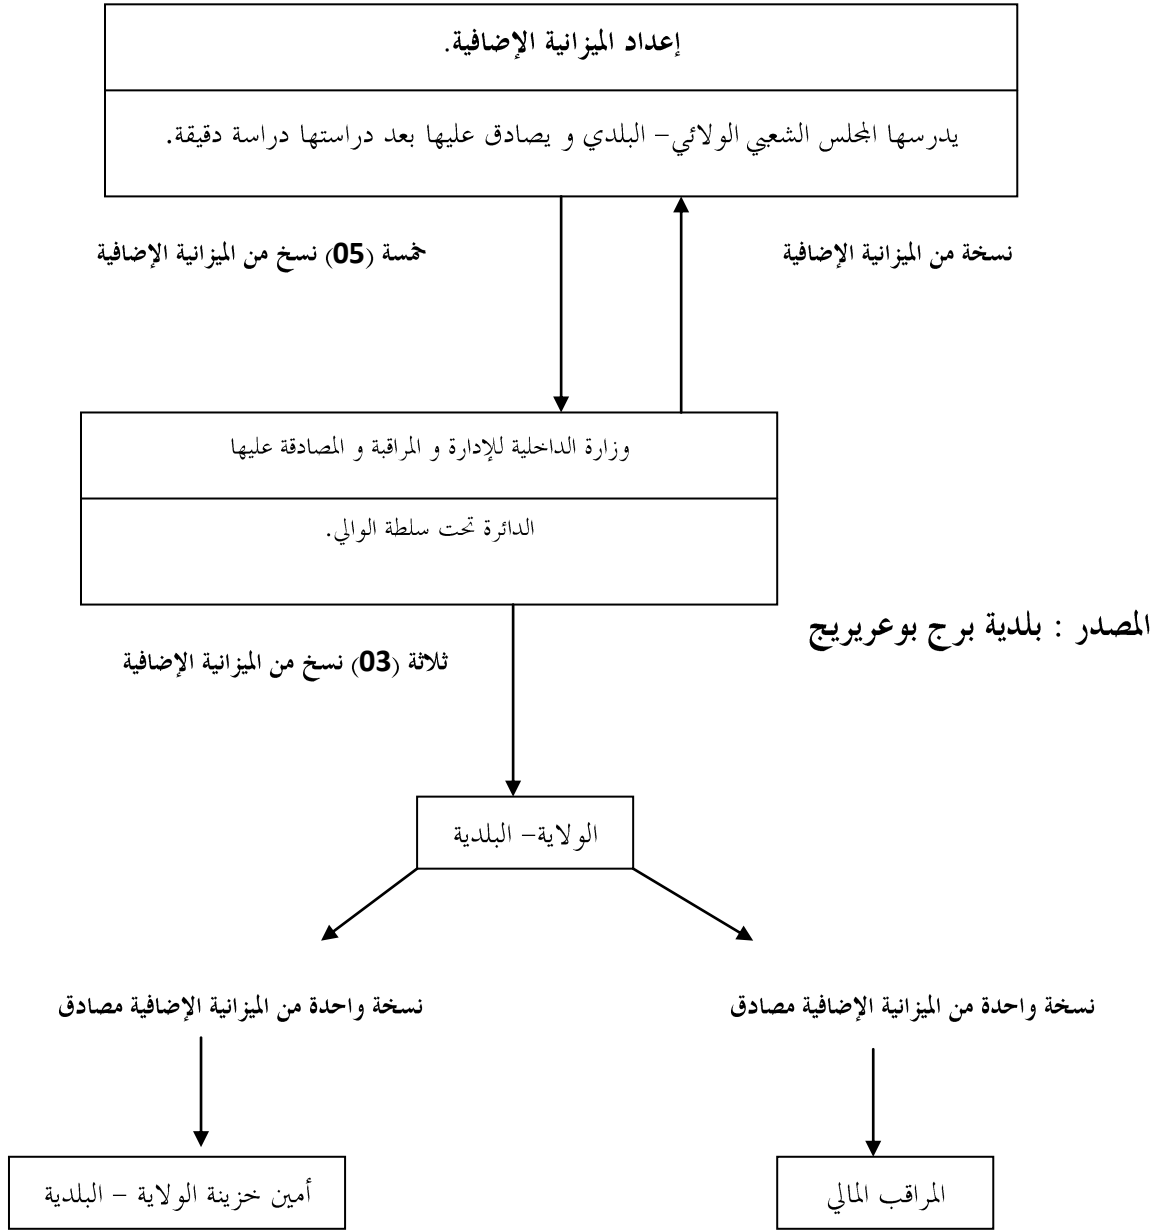 إعداد الميزانية الإضافية.
يدرسها المجلس الشعبي الولائي– البلدي و يصادق عليها بعد دراستها دراسة دقيقة.
نسخة من الميزانية الإضافية
خمسة (05) نسخ من الميزانية الإضافية
وزارة الداخلية للإدارة و المراقبة و المصادقة عليها
الدائرة تحت سلطة الوالي.
المصدر : بلدية برج بوعريريج
ثلاثة (03) نسخ من الميزانية الإضافية
الولاية– البلدية
نسخة واحدة من الميزانية الإضافية مصادق
نسخة واحدة من الميزانية الإضافية مصادق
المراقب المالي
أمين خزينة الولاية – البلدية